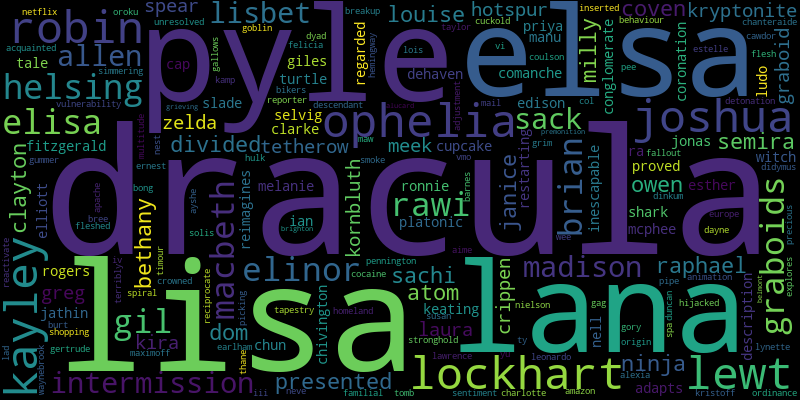 dracula
pyle
elsa
lisa
lana
robin
allen
spear
lisbet
louise
hotspur
priya
manu
milly
coven
kryptonite
coronation
conglomerate
graboid
ludo
inserted
behaviour
chanteraide
cawdor
flesh
estelle
pee
netflix
oroku
breakup
unresolved
goblin
acquainted
tale
simmering
vulnerability
helsing
elisa
fitzgerald
gummer
cap
gallows
kamp
turtle
giles
slade
dyad
felicia
reporter
bikers
descendant
regarded
hemingway
cuckold
lois
taylor
vi
dehaven
comanche
coulson
edison
col
detonation
alucard
adjustment
mail
premonition
joshua
ophelia
sack
semira
jonas
witch
zelda
selvig
clarke
divided
tetherow
meek
cupcake
grieving
multitude
nest
hulk
smoke
maw
vmo
grim
ra
fallout
didymus
proved
mcphee
dinkum
shark
esther
owen
inescapable
brian
janice
restarting
ronnie
barnes
rawi
platonic
kornbluth
melanie
ernest
bong
apache
bree
fleshed
elliott
clayton
bethany
macbeth
reimagines
ayshe
solis
ian
brighton
wee
dayne
europe
precious
graboids
explores
belmont
kayley
reactivate
rogers
iv
terribly
timour
crowned
spiral
greg
shopping
jathin
burt
lad
waynebrook
gertrude
kira
maximoff
gil
dom
reciprocate
thane
tapestry
picking
earlham
chun
homeland
chivington
elinor
pennington
cocaine
sachi
aime
atom
keating
susan
laura
stronghold
lawrence
yu
ty
crippen
nielson
madison
gag
nell
gory
origin
spa
duncan
pipe
animation
raphael
hijacked
description
lynette
lockhart
lewt
ninja
leonardo
alexia
adapts
kristoff
ordinance
amazon
charlotte
sentiment
tomb
familial
neve
iii
presented
intermission